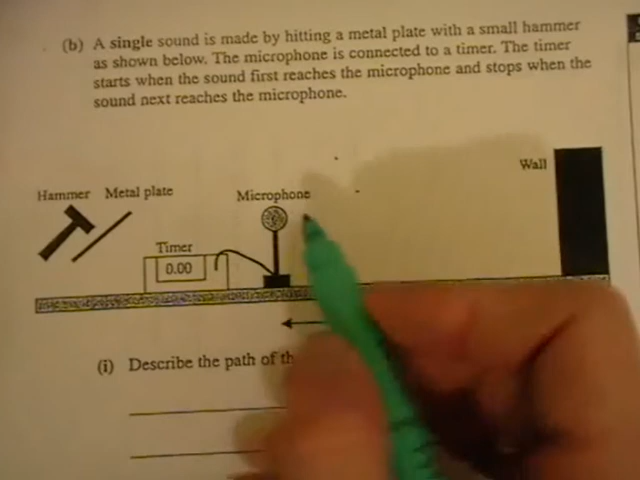 (b) A single sound is made by hitting a metal plate with a small hammer
as shown below. The microphone is connected to a timer. The timer
starts when the sound first reaches the microphone and stops when the
sound next reaches the microphone.
Wall
Hammer Metal plate Microphone
Timer
0.00
(i) Describe the path of th